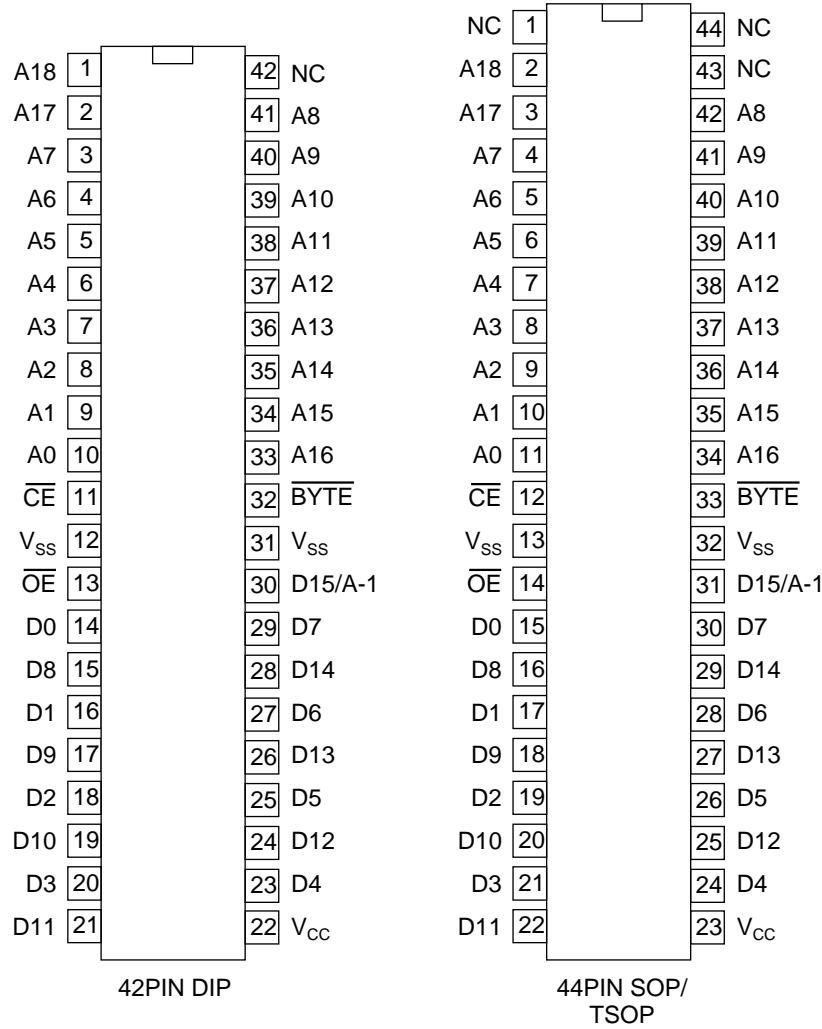 A18 1 42 NC
A17 2 41 A8
A7 3 40 A9
A6 4 39 A10
A5 5 38 A11
A4 6 37 A12
A3 7 36 A13
A2 8 35 A14
A1 9 34 A15
A0 10 33 A16
C̅E̅ 11 32 B̅Y̅T̅E̅
VSS 12 31 VSS
O̅E̅ 13 30 D15/A-1
D0 14 29 D7
D8 15 28 D14
D1 16 27 D6
D9 17 26 D13
D2 18 25 D5
D10 19 24 D12
D3 20 23 D4
D11 21 22 VCC
42PIN DIP
NC 1 44 NC
A18 2 43 NC
A17 3 42 A8
A7 4 41 A9
A6 5 40 A10
A5 6 39 A11
A4 7 38 A12
A3 8 37 A13
A2 9 36 A14
A1 10 35 A15
A0 11 34 A16
C̅E̅ 12 33 B̅Y̅T̅E̅
VSS 13 32 VSS
O̅E̅ 14 31 D15/A-1
D0 15 30 D7
D8 16 29 D14
D1 17 28 D6
D9 18 27 D13
D2 19 26 D5
D10 20 25 D12
D3 21 24 D4
D11 22 23 VCC
44PIN SOP/
TSOP